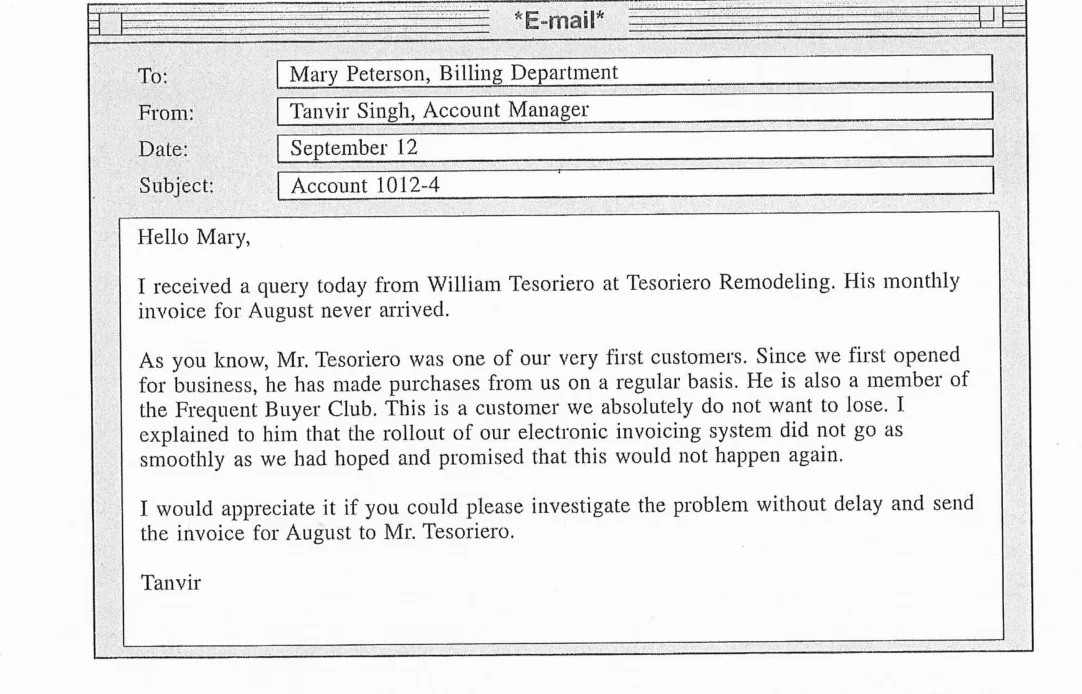 *E-mail*
To: Mary Peterson, Billing Department
From: Tanvir Singh, Account Manager
Date: September 12
Subject: Account 1012-4
Hello Mary,
I received a query today from William Tesoriero at Tesoriero Remodeling. His monthly
invoice for August never arrived.
As you know, Mr. Tesoriero was one of our very first customers. Since we first opened
for business, he has made purchases from us on a regular basis. He is also a member of
the Frequent Buyer Club. This is a customer we absolutely do not want to lose. I
explained to him that the rollout of our electronic invoicing system did not go as
smoothly as we had hoped and promised that this would not happen again.
I would appreciate it if you could please investigate the problem without delay and send
the invoice for August to Mr. Tesoriero.
Tanvir